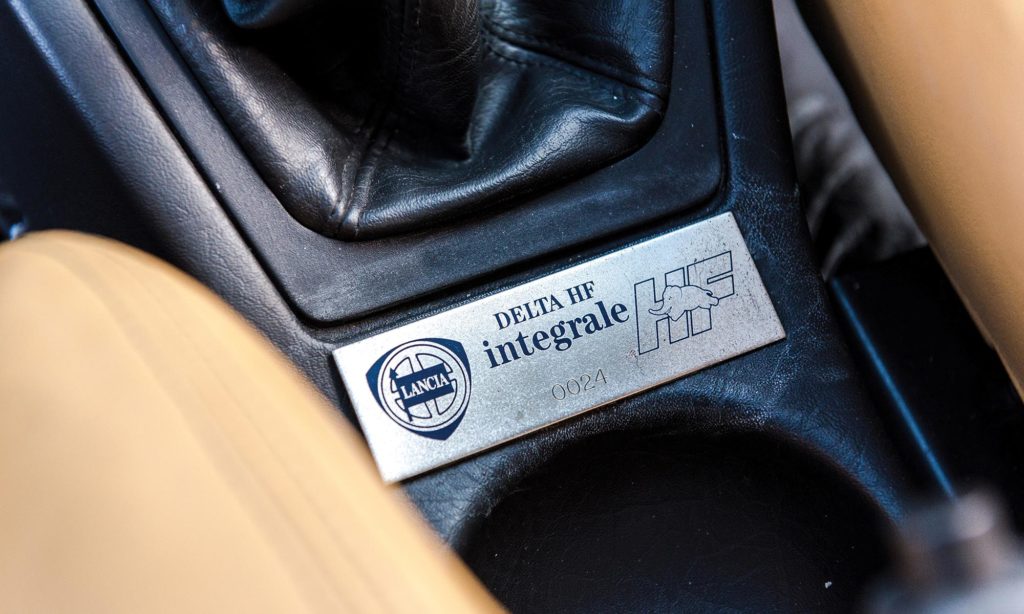 DELTA HF
integrale
HF
LANCIA
0024